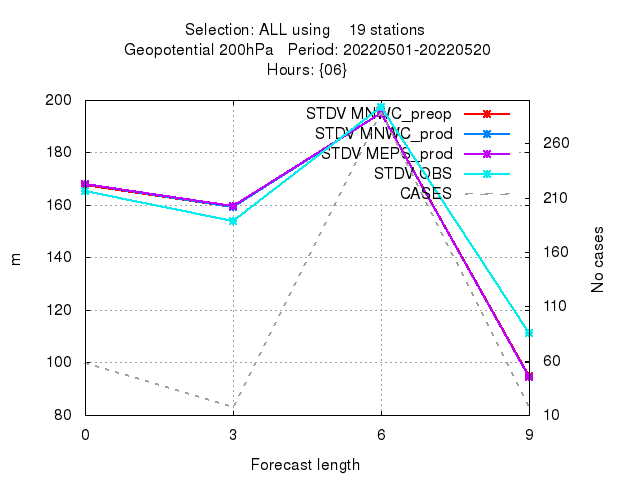 Selection: ALL using 19 stations
Geopotential 200hPa Period: 20220501-20220520
Hours: {06}
200
180
160
140
120
100
80
m
STDV MNWC_preop
STDV MNWC_prod
STDV MEPS_prod
STDV OBS
CASES
260
210
160
110
60
10
No cases
0 3 6 9
Forecast length